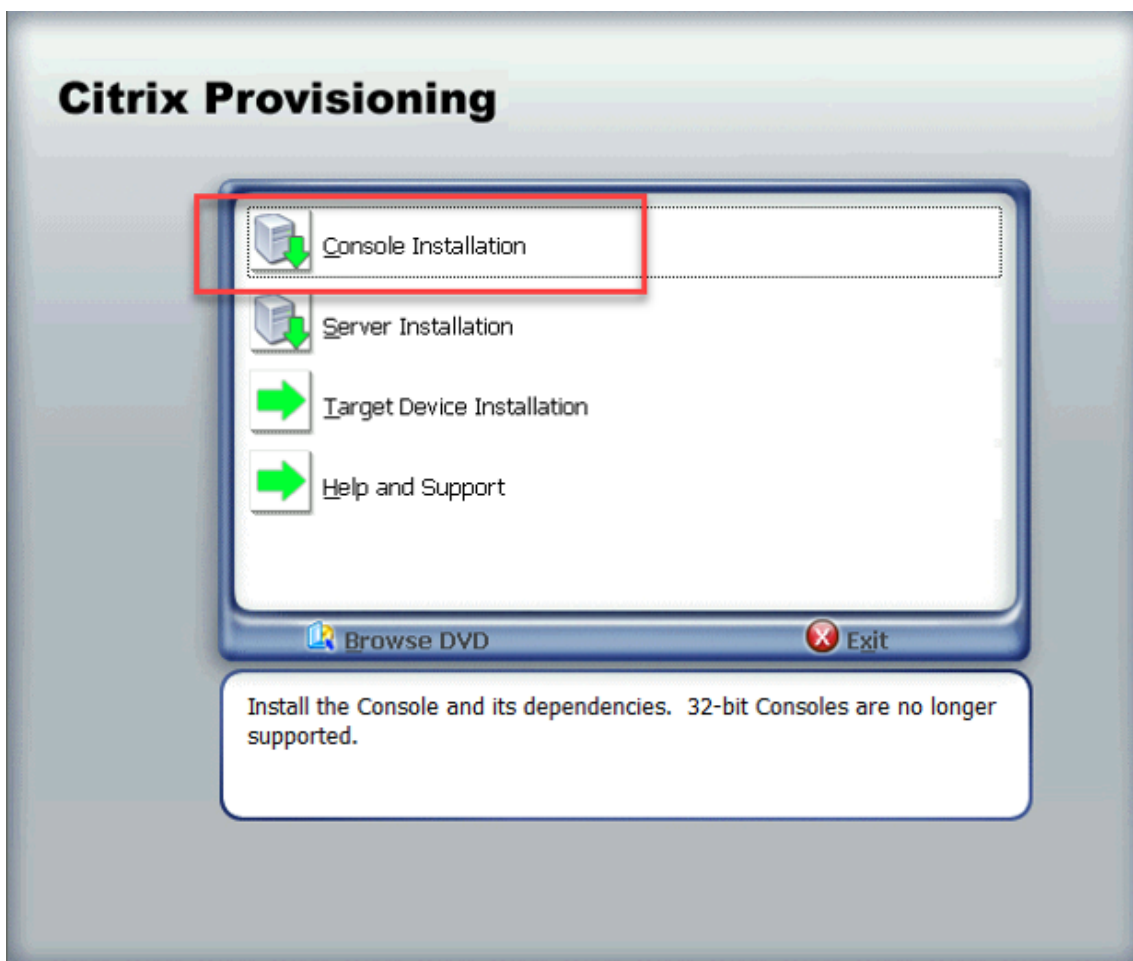 Citrix Provisioning
Console Installation
Server Installation
Target Device Installation
Help and Support
Browse DVD
Exit
Install the Console and its dependencies.  32-bit Consoles are no longer
supported.